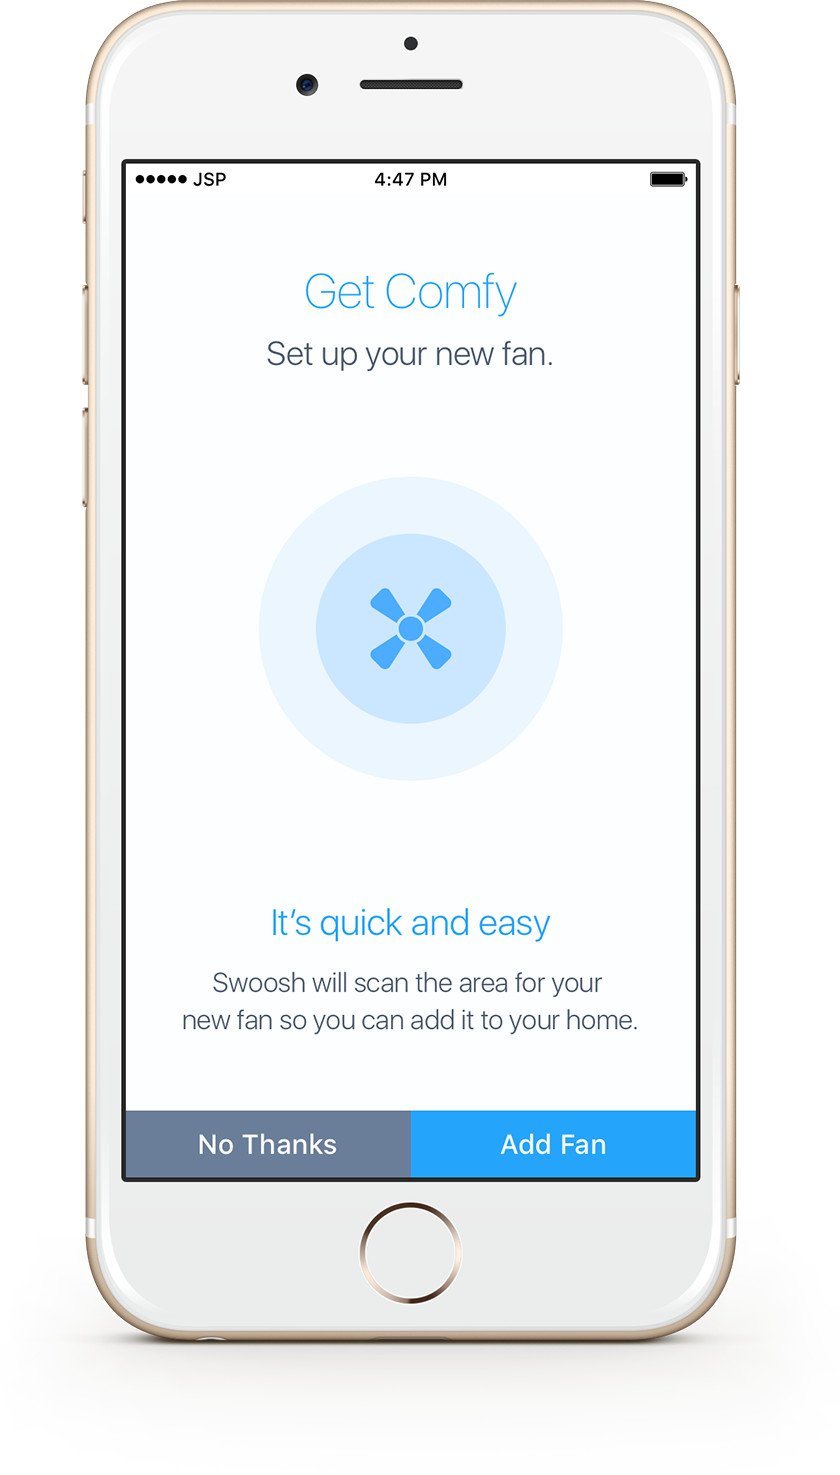 JSP 4:47 PM
Get Comfy
Set up your new fan.
It’s quick and easy
Swoosh will scan the area for your
new fan so you can add it to your home.
No Thanks Add Fan